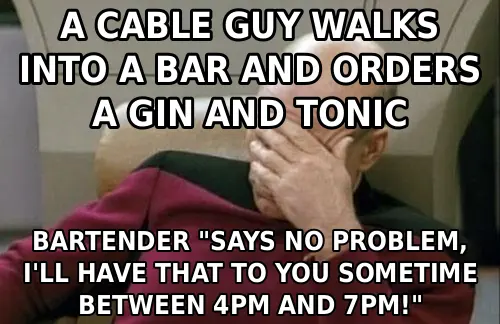 A CABLE GUY WALKS
INTO A BAR AND ORDERS
A GIN AND TONIC
BARTENDER "SAYS NO PROBLEM,
I'LL HAVE THAT TO YOU SOMETIME
BETWEEN 4PM AND 7PM!"